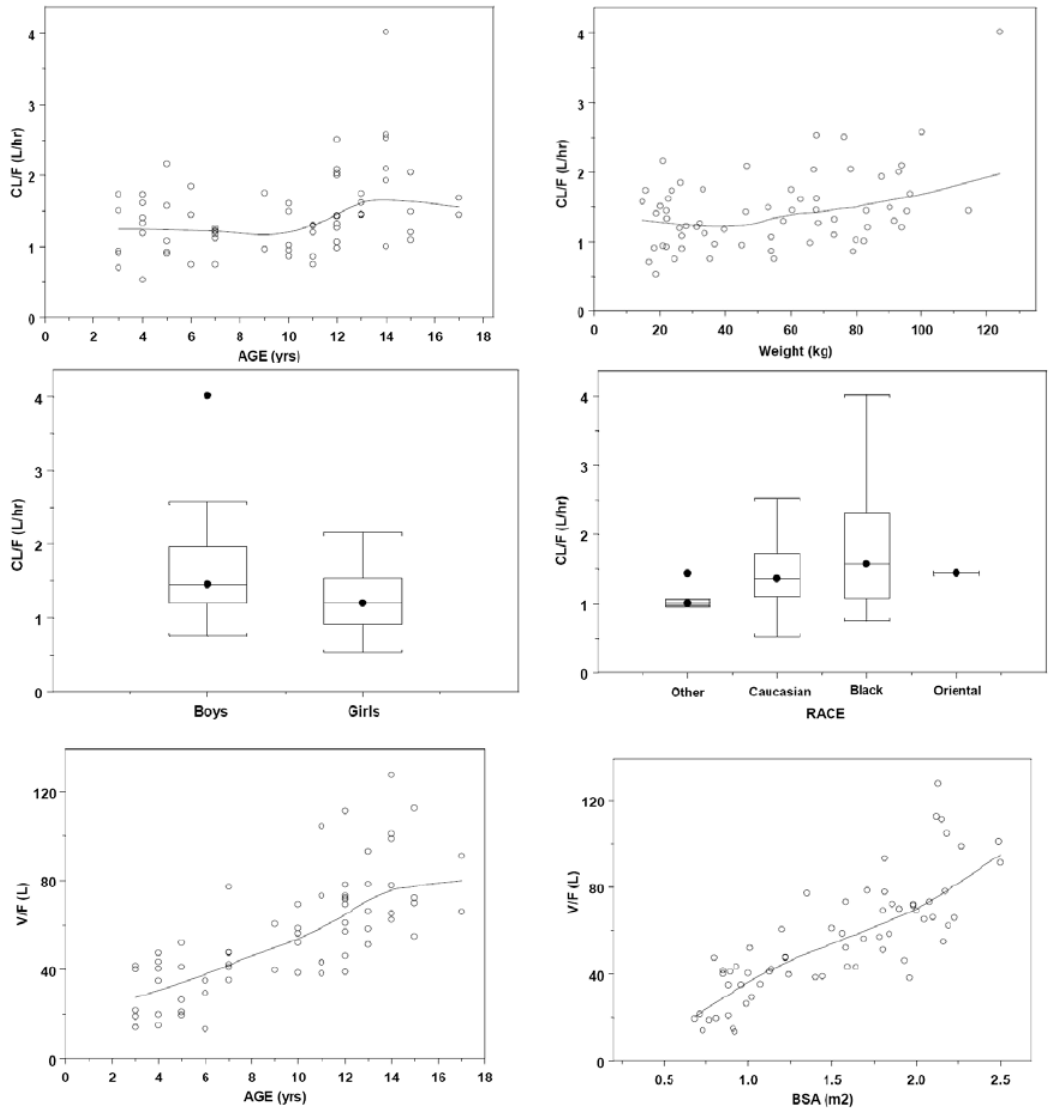 CL/F (L/hr)
4
3
2
1
0
0 2 4 6 8 10 12 14 16 18
AGE (yrs)
CL/F (L/hr)
4
3
2
1
0
0 20 40 60 80 100 120
Weight (kg)
CL/F (L/hr)
4
3
2
1
0
Boys Girls
CL/F (L/hr)
4
3
2
1
0
Other Caucasian Black Oriental
RACE
V/F (L)
120
80
40
0
0 2 4 6 8 10 12 14 16 18
AGE (yrs)
V/F (L)
120
80
40
0
0.5 1.0 1.5 2.0 2.5
BSA (m2)